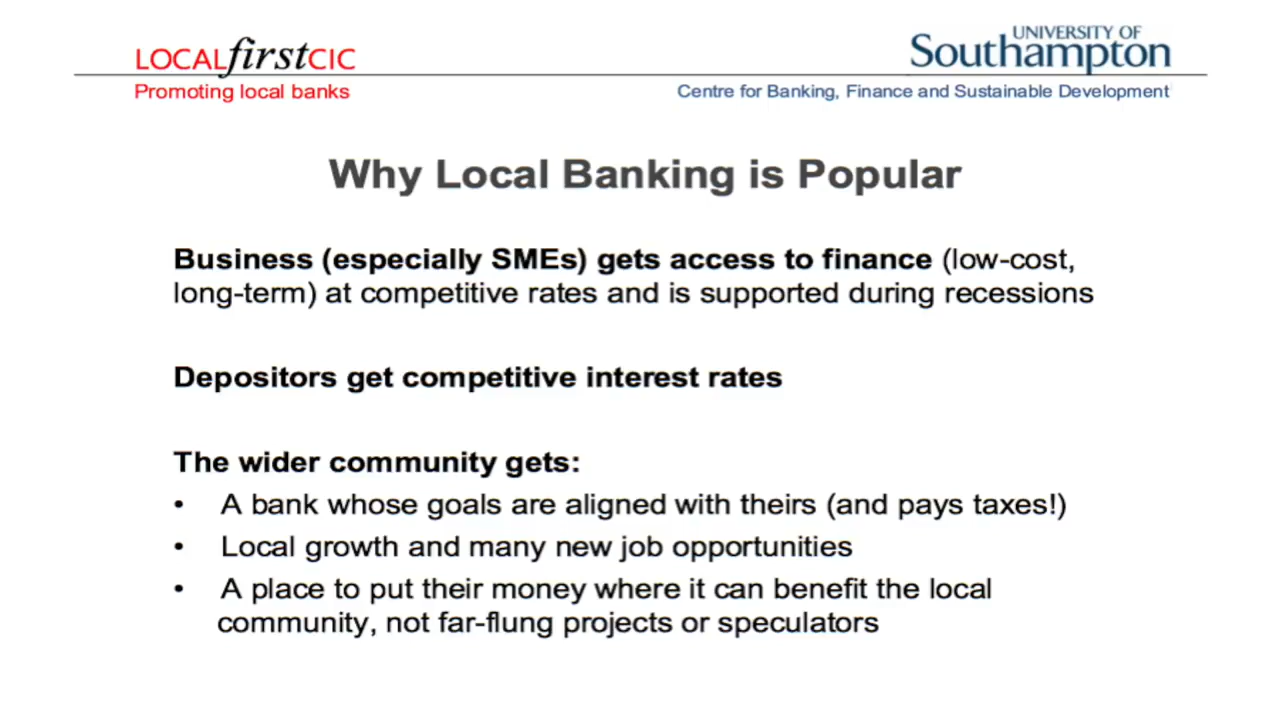 LOCALfirstCIC
Promoting local banks
UNIVERSITY OF
Southampton
Centre for Banking, Finance and Sustainable Development
Why Local Banking is Popular
Business (especially SMEs) gets access to finance (low-cost,
long-term) at competitive rates and is supported during recessions
Depositors get competitive interest rates
The wider community gets:
• A bank whose goals are aligned with theirs (and pays taxes!)
• Local growth and many new job opportunities
• A place to put their money where it can benefit the local
community, not far-flung projects or speculators